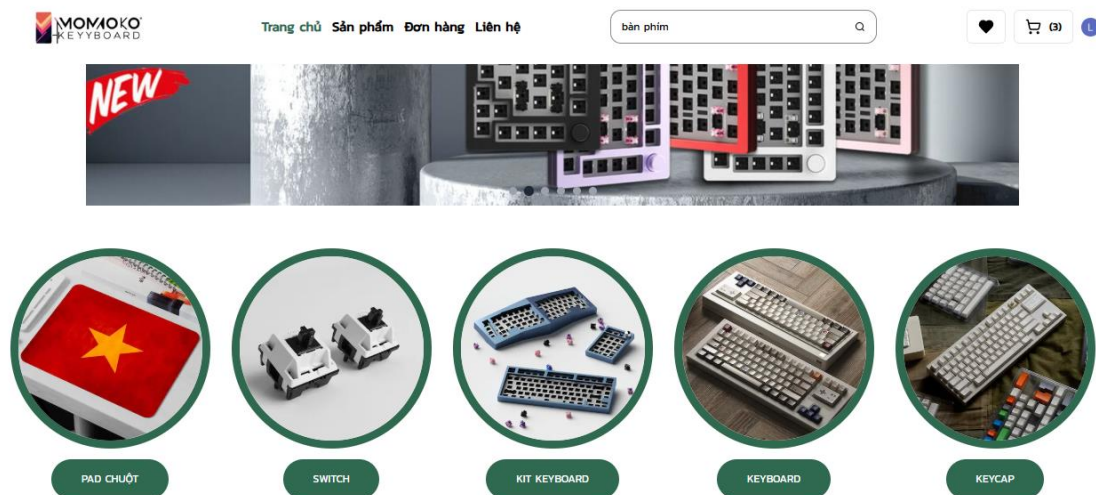 MOMOKO
KEYYBOARD
Trang chủ Sản phẩm Đơn hàng Liên hệ
bàn phím
(3)
L
NEW
PAD CHUỘT
SWITCH
KIT KEYBOARD
KEYBOARD
KEYCAP